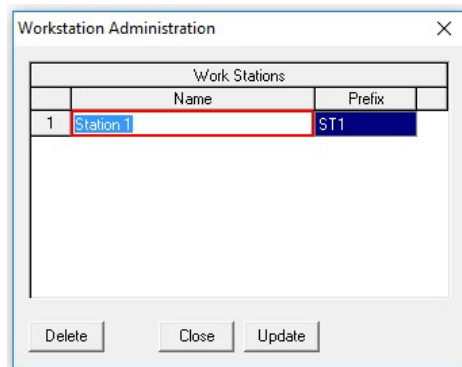 Workstation Administration
Work Stations
Name Prefix
1 Station 1 ST1
Delete Close Update